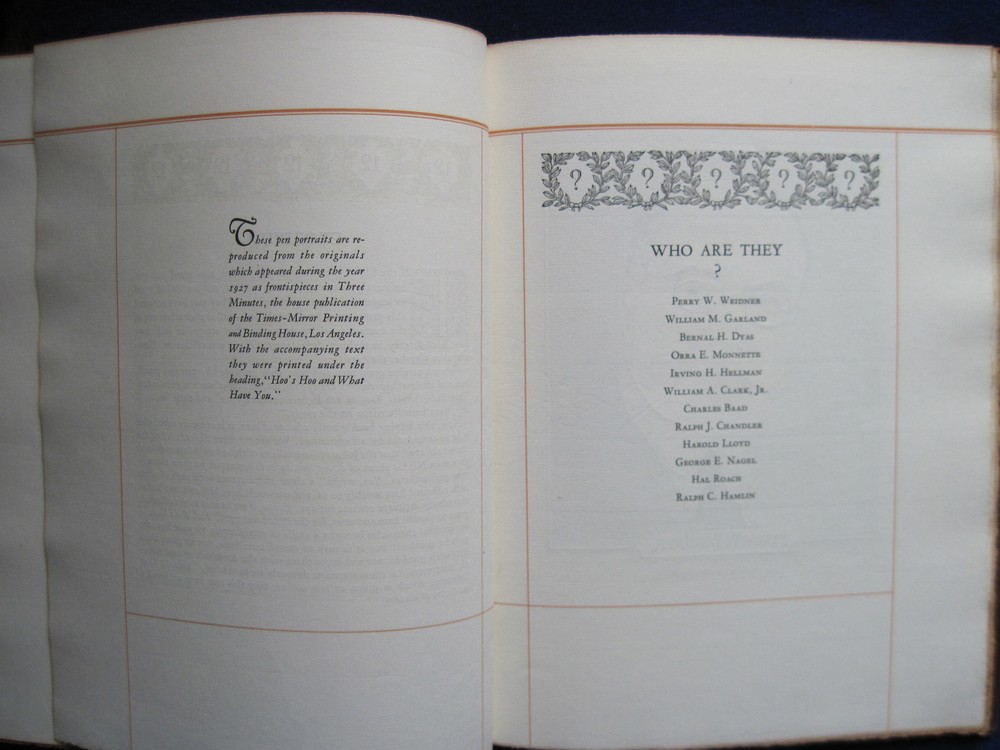 These pen portraits are re-
produced from the originals
which appeared during the year
1927 as frontispieces in Three
Minutes, the house publication
of the Times-Mirror Printing
and Binding House, Los Angeles.
With the accompanying text
they were printed under the
heading, "Hoo's Hoo and What
Have You."
? ? ? ? ?
WHO ARE THEY
?
Perry W. Weidner
William M. Garland
Bernal H. Dyas
Orra E. Monnette
Irving H. Hellman
William A. Clark, Jr.
Charles Baad
Ralph J. Chandler
Harold Lloyd
George E. Nagel
Hal Roach
Ralph C. Hamlin